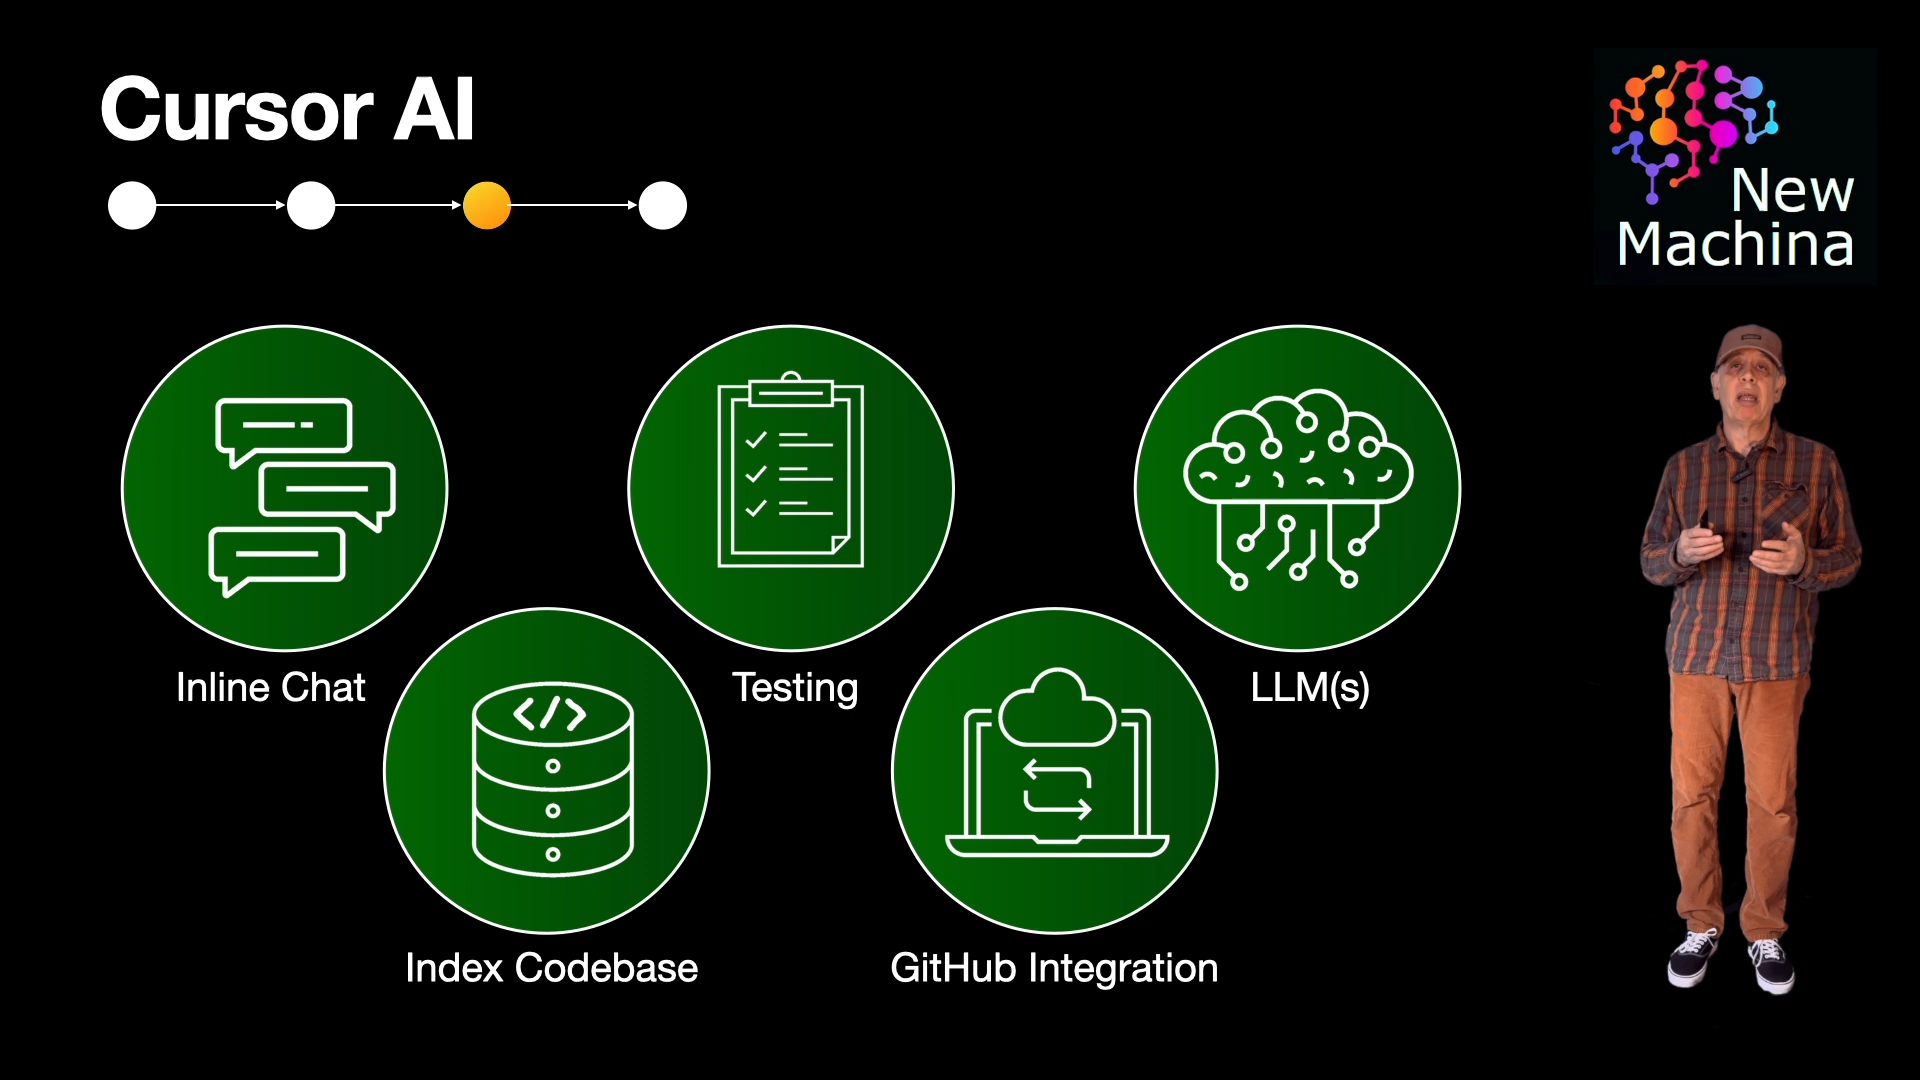 Cursor AI
New
Machina
Inline Chat
Testing
LLM(s)
</>
Index Codebase
GitHub Integration